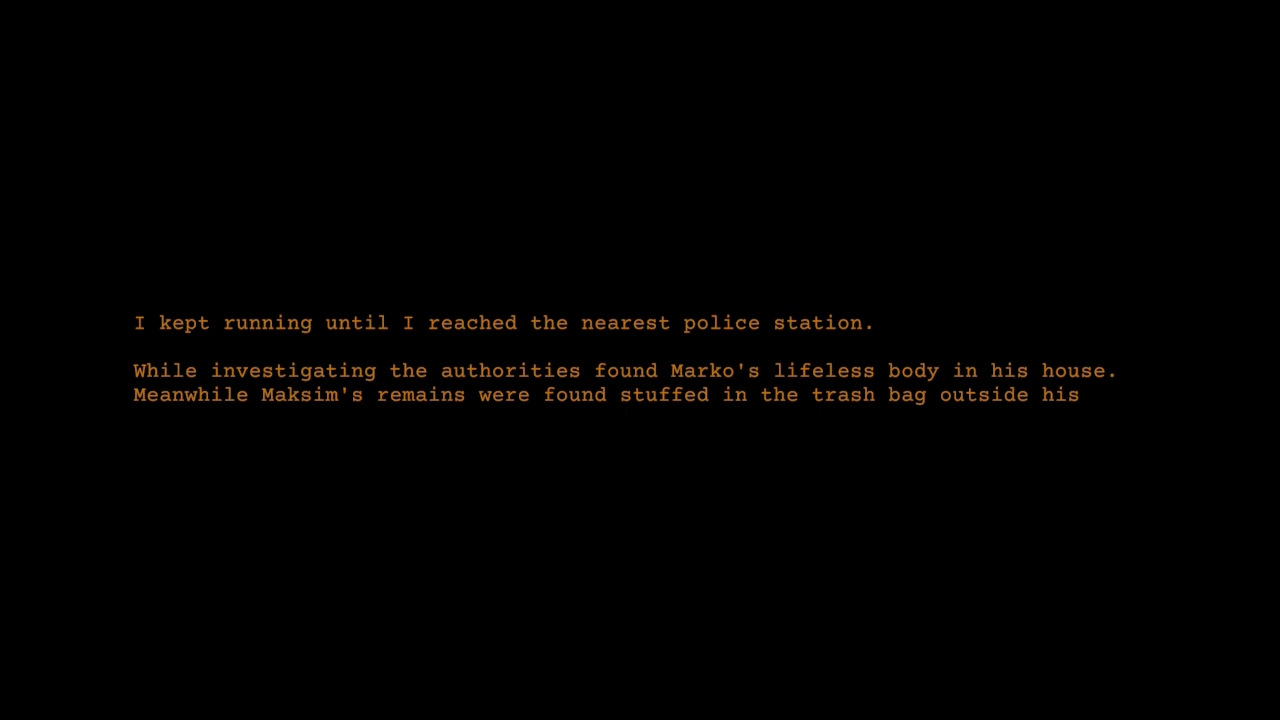 I kept running until I reached the nearest police station.
While investigating the authorities found Marko's lifeless body in his house.
Meanwhile Maksim's remains were found stuffed in the trash bag outside his